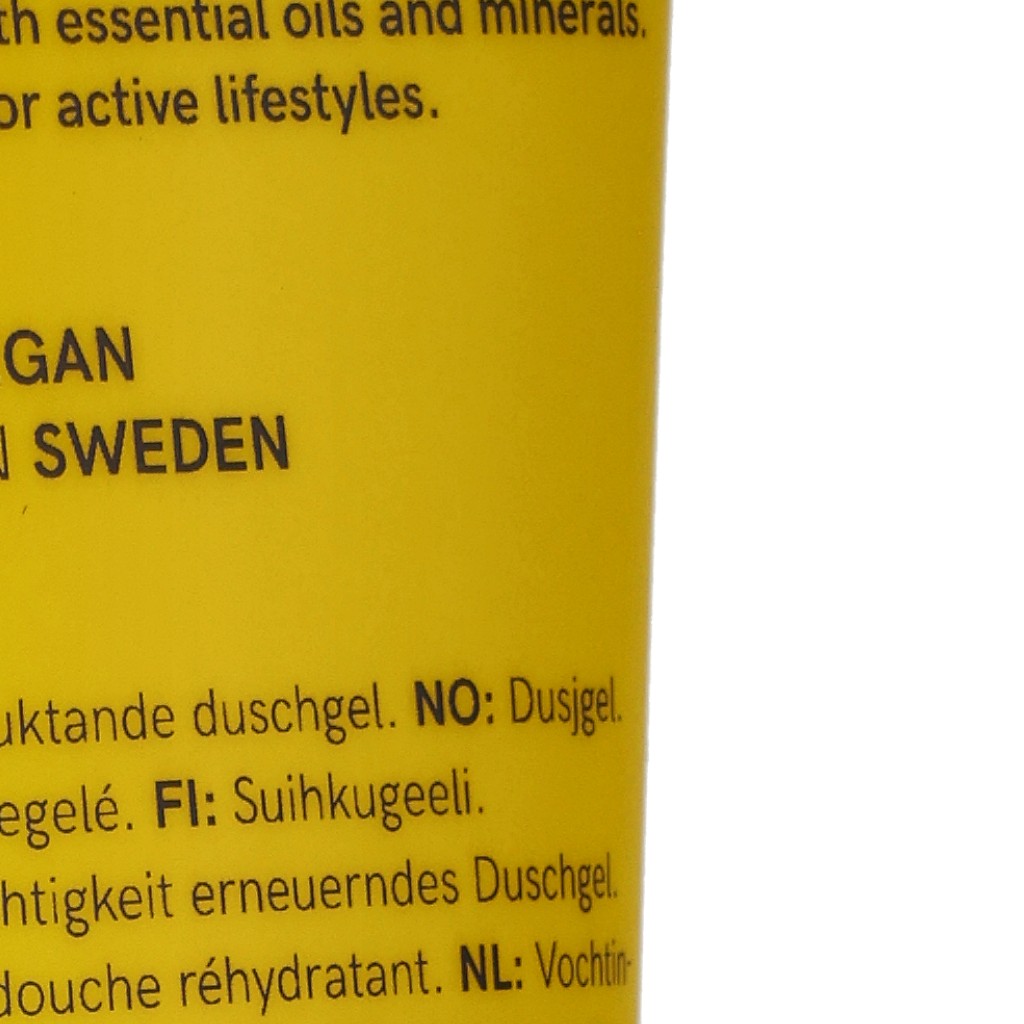 th essential oils and minerals.
or active lifestyles.
GAN
N SWEDEN
uktande duschgel. NO: Dusjgel.
egelé. FI: Suihkugeeli.
htigkeit erneuerndes Duschgel.
douche réhydratant. NL: Vochtin-